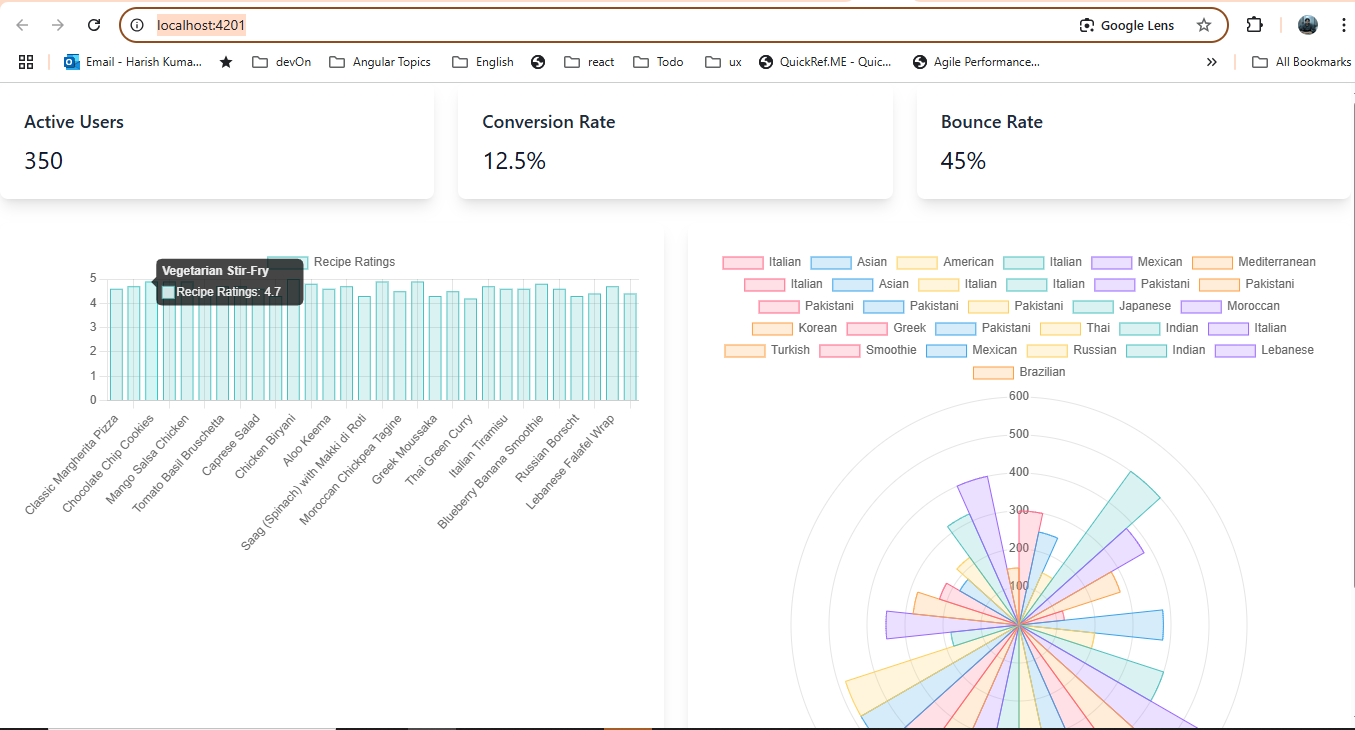 localhost:4201
Google Lens
Email - Harish Kuma...
devOn
Angular Topics
English
react
Todo
ux
QuickRef.ME - Quic...
Agile Performance...
»
All Bookmarks
Active Users
350
Conversion Rate
12.5%
Bounce Rate
45%
Recipe Ratings
Vegetarian Stir-Fry
Recipe Ratings: 4.7
5
4
3
2
1
0
Classic Margherita Pizza
Chocolate Chip Cookies
Mango Salsa Chicken
Tomato Basil Bruschetta
Caprese Salad
Chicken Biryani
Aloo Keema
Saag (Spinach) with Makki di Roti
Moroccan Chickpea Tagine
Greek Moussaka
Thai Green Curry
Italian Tiramisu
Blueberry Banana Smoothie
Russian Borscht
Lebanese Falafel Wrap
Italian Asian American Italian Mexican Mediterranean
Italian Asian Italian Italian Pakistani Pakistani
Pakistani Pakistani Pakistani Japanese Moroccan
Korean Greek Pakistani Thai Indian Italian
Turkish Smoothie Mexican Russian Indian Lebanese
Brazilian
600
500
400
300
200
100